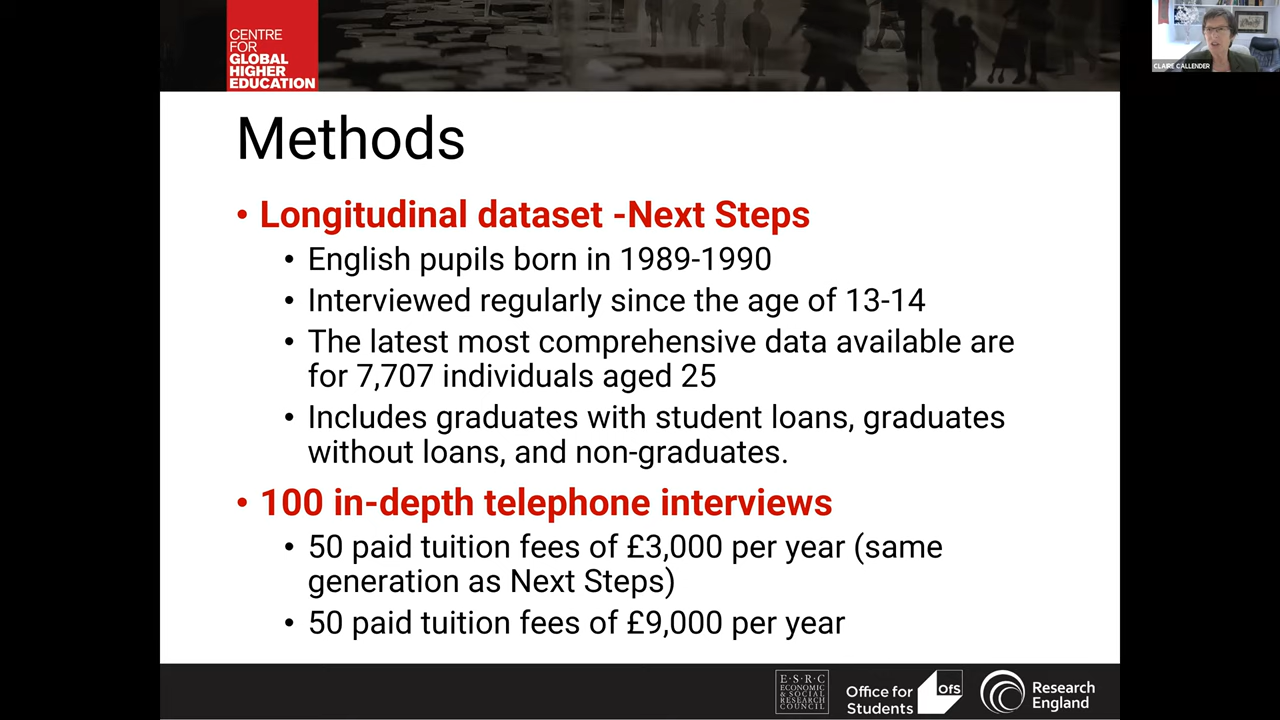 CENTRE
FOR
GLOBAL
HIGHER
EDUCATION
CLAIRE CALLENDER
Methods
• Longitudinal dataset -Next Steps
• English pupils born in 1989-1990
• Interviewed regularly since the age of 13-14
• The latest most comprehensive data available are
for 7,707 individuals aged 25
• Includes graduates with student loans, graduates
without loans, and non-graduates.
• 100 in-depth telephone interviews
• 50 paid tuition fees of £3,000 per year (same
generation as Next Steps)
• 50 paid tuition fees of £9,000 per year
E·S·R·C
ECONOMIC
& SOCIAL
RESEARCH
COUNCIL
Office for
Students
OfS
Research
England